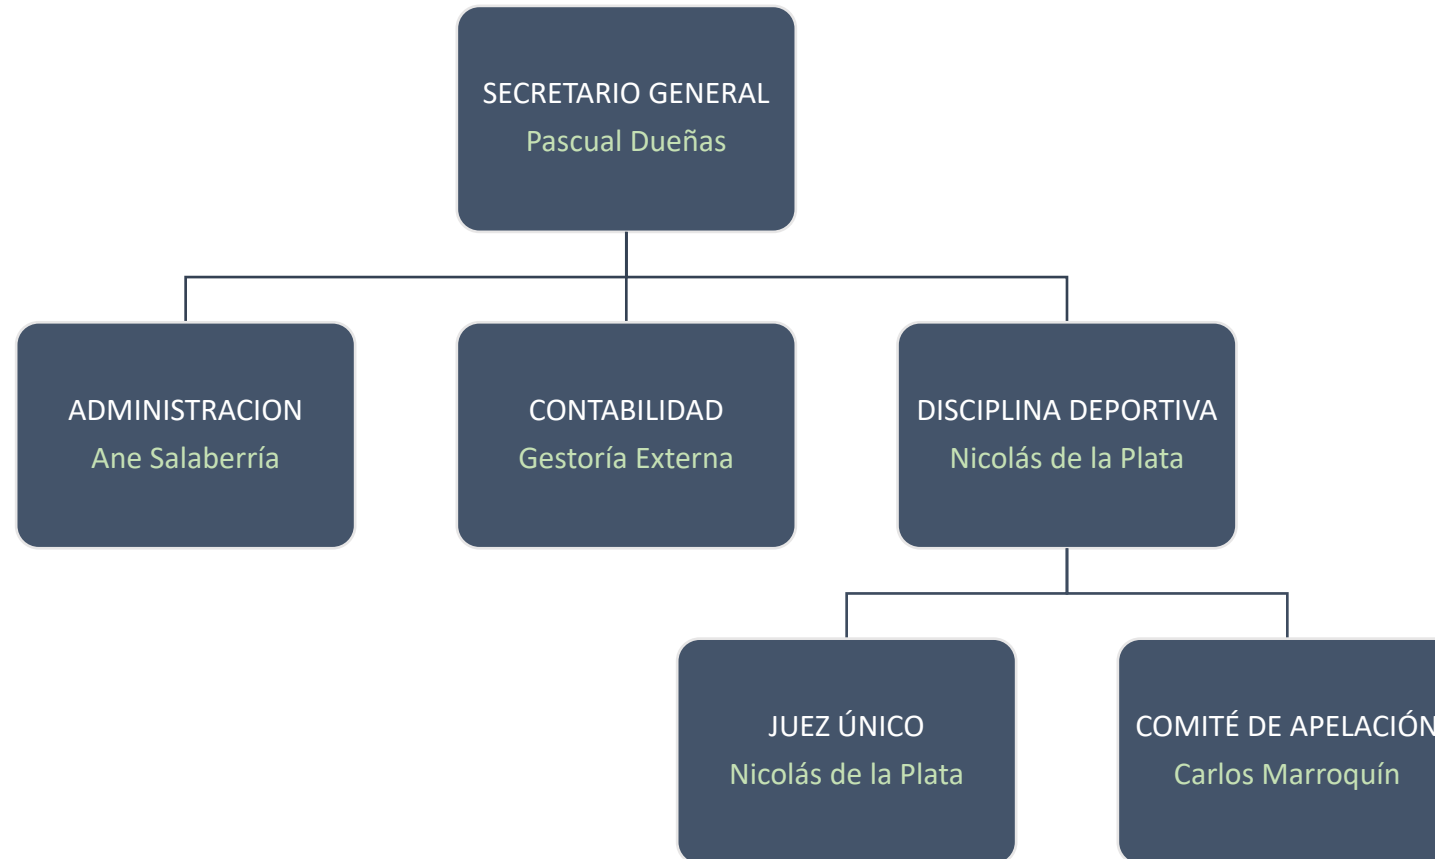 SECRETARIO GENERAL
Pascual Dueñas
ADMINISTRACION
Ane Salaberría
CONTABILIDAD
Gestoría Externa
DISCIPLINA DEPORTIVA
Nicolás de la Plata
JUEZ ÚNICO
Nicolás de la Plata
COMITÉ DE APELACIÓN
Carlos Marroquín